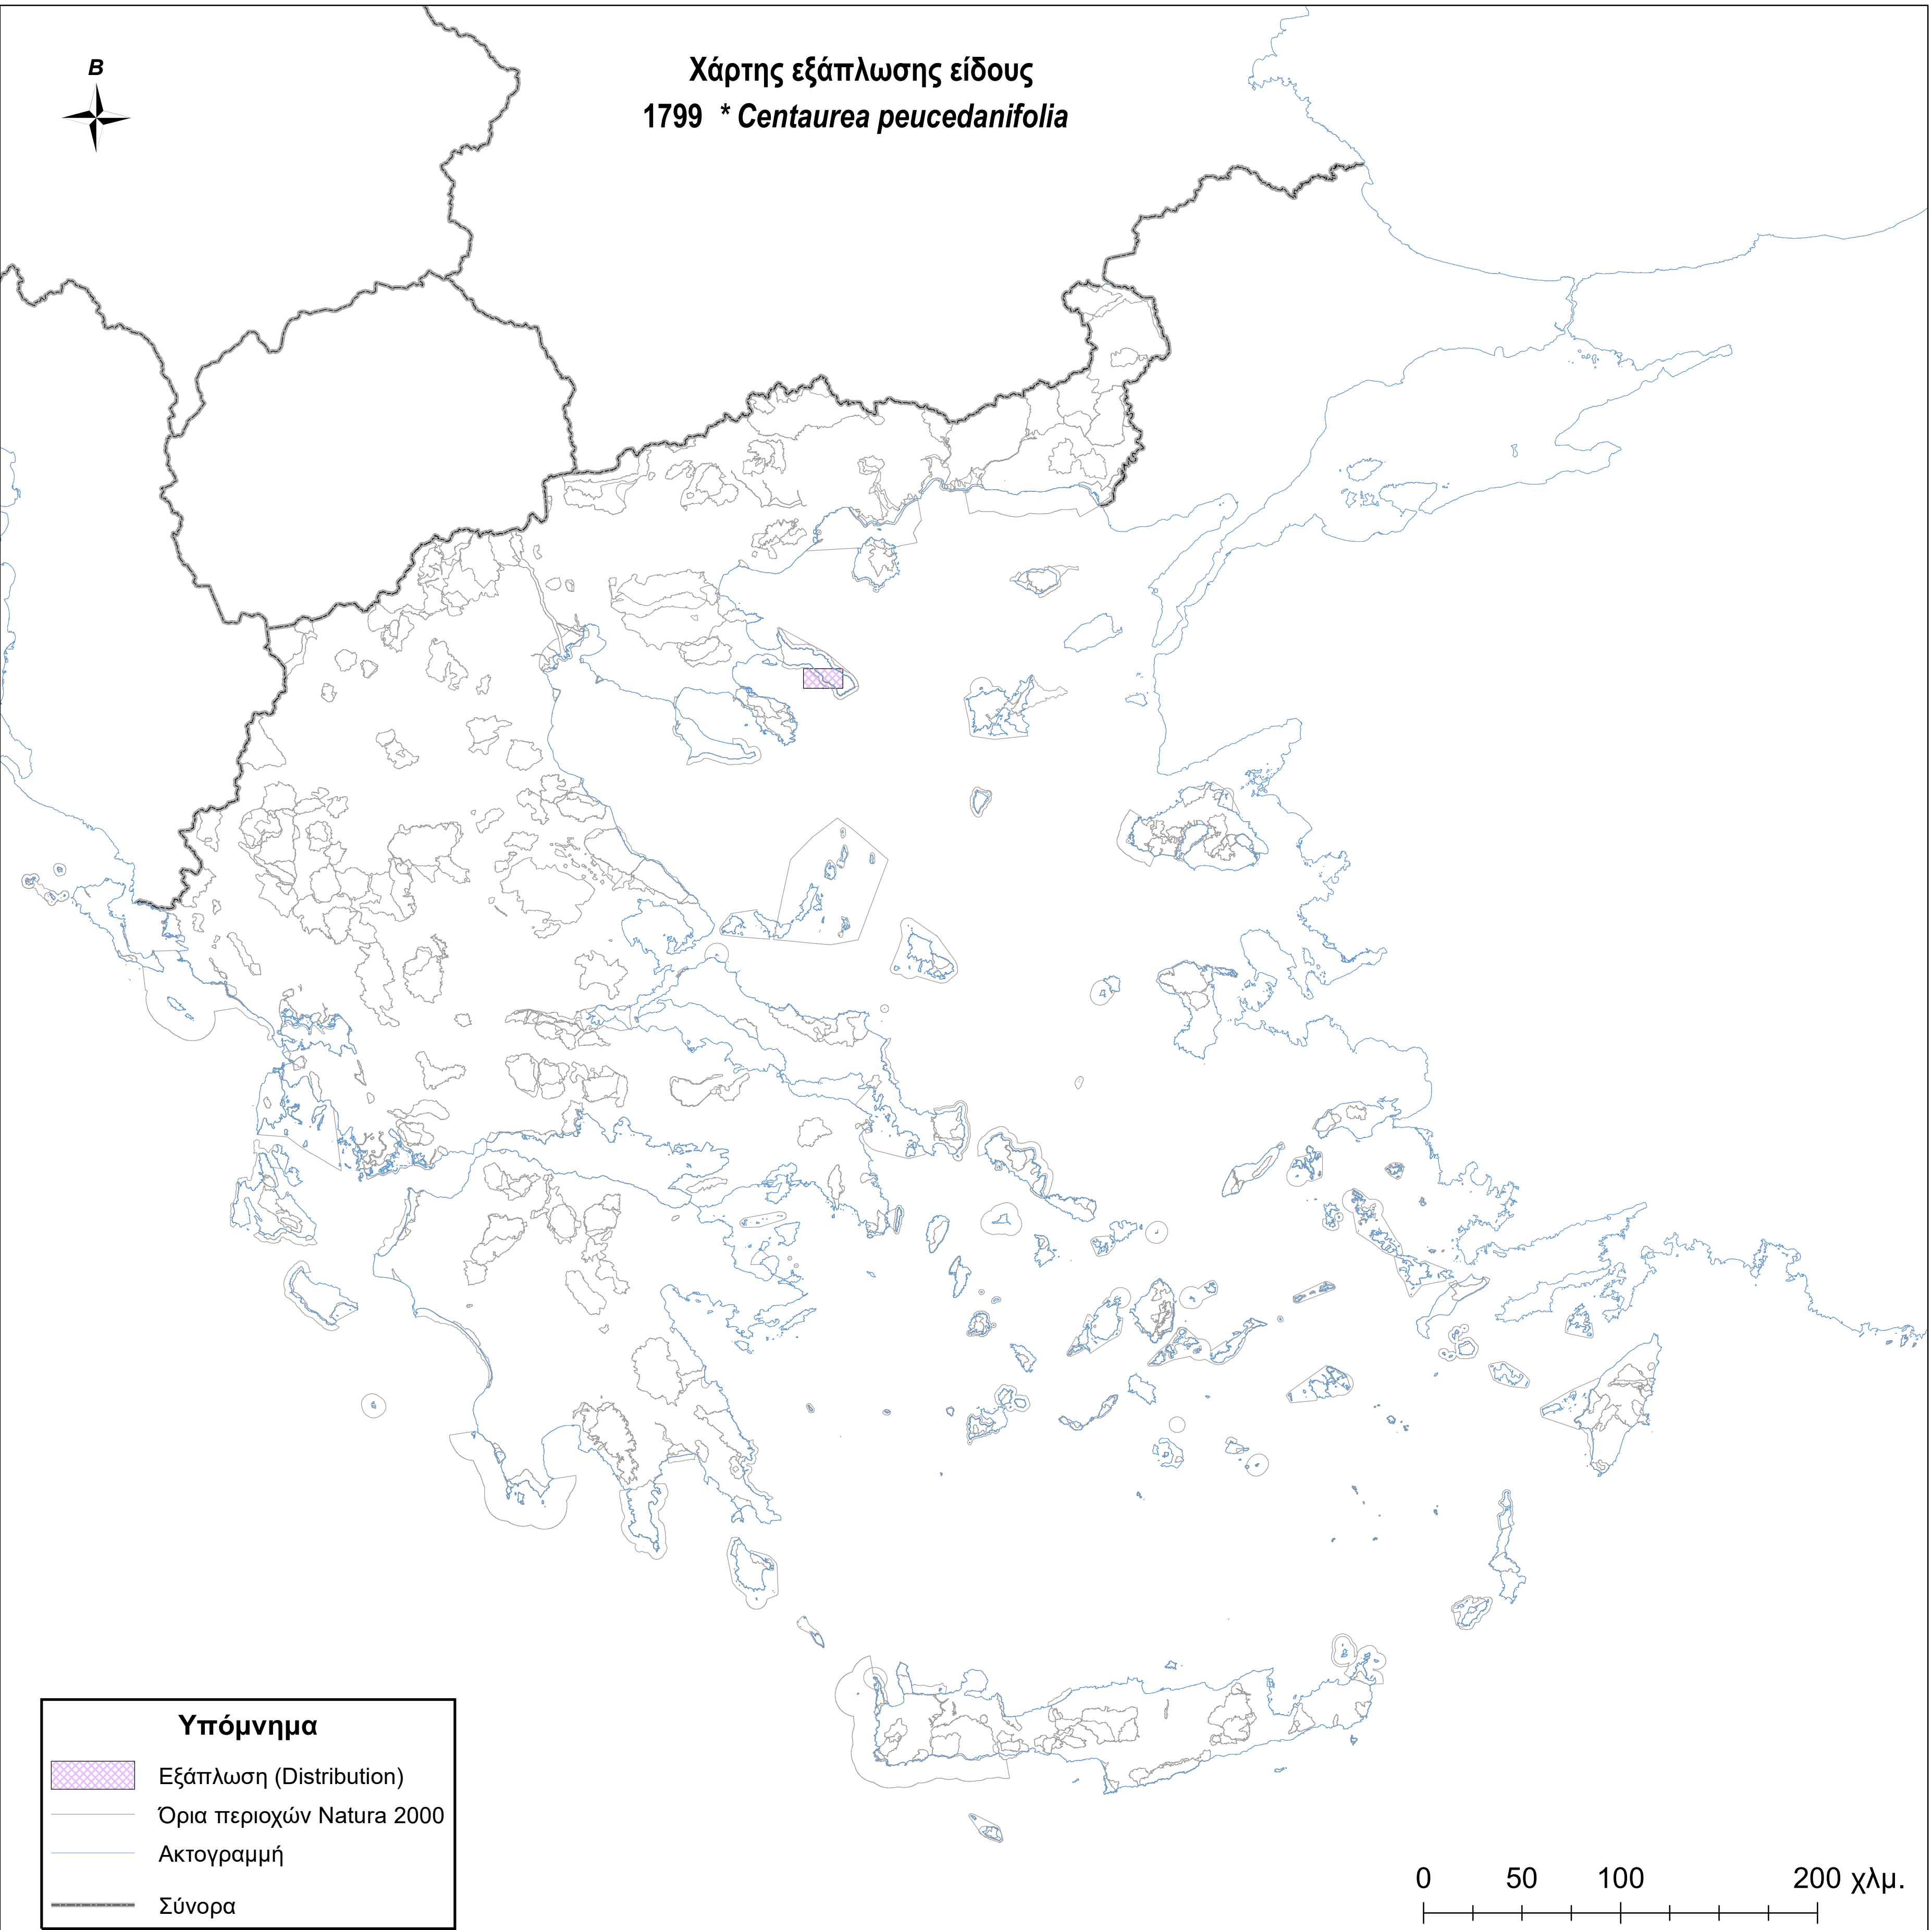 Β
Χάρτης εξάπλωσης είδους
1799 * Centaurea peucedanifolia
Υπόμνημα
Εξάπλωση (Distribution)
Όρια περιοχών Natura 2000
Ακτογραμμή
Σύνορα
0 50 100 200 χλμ.